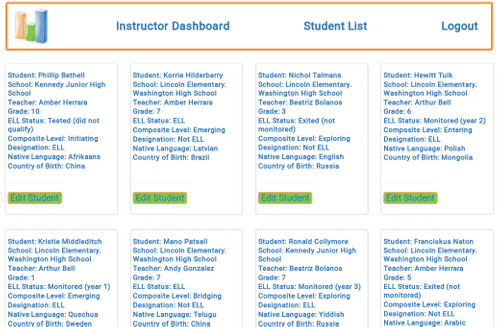 Instructor Dashboard
Student List
Logout
Student: Phillip Bethell
School: Kennedy Junior High
School
Teacher: Amber Herrara
Grade: 10
ELL Status: Tested (did not
qualify)
Composite Level: Initiating
Designation: ELL
Native Language: Afrikaans
Country of Birth: China
Edit Student
Student: Korrie Hilderberry
School: Lincoln Elementary.
Washington High School
Teacher: Amber Herrara
Grade: 7
ELL Status: ELL
Composite Level: Emerging
Designation: Not ELL
Native Language: Latvian
Country of Birth: Brazil
Edit Student
Student: Nichol Talmans
School: Lincoln Elementary.
Washington High School
Teacher: Beatriz Bolanos
Grade: 3
ELL Status: Exited (not
monitored)
Composite Level: Exploring
Designation: Not ELL
Native Language: English
Country of Birth: Russia
Edit Student
Student: Hewitt Tulk
School: Lincoln Elementary.
Washington High School
Teacher: Arthur Bell
Grade: 6
ELL Status: Monitored (year 2)
Composite Level: Entering
Designation: ELL
Native Language: Polish
Country of Birth: Mongolia
Edit Student
Student: Kristie Middleditch
School: Lincoln Elementary.
Washington High School
Teacher: Arthur Bell
Grade: 1
ELL Status: Monitored (year 1)
Composite Level: Emerging
Designation: ELL
Native Language: Quechua
Country of Birth: Sweden
Student: Mano Patsall
School: Lincoln Elementary.
Washington High School
Teacher: Andy Gonzalez
Grade: 7
ELL Status: ELL
Composite Level: Bridging
Designation: Not ELL
Native Language: Telugu
Country of Birth: China
Student: Ronald Collymore
School: Kennedy Junior High
School
Teacher: Beatriz Bolanos
Grade: 7
ELL Status: Monitored (year 3)
Composite Level: Exploring
Designation: ELL
Native Language: Yiddish
Country of Birth: Russia
Student: Franciskus Naton
School: Lincoln Elementary.
Washington High School
Teacher: Amber Herrara
Grade: 5
ELL Status: Exited (not
monitored)
Composite Level: Exploring
Designation: Not ELL
Native Language: Arabic